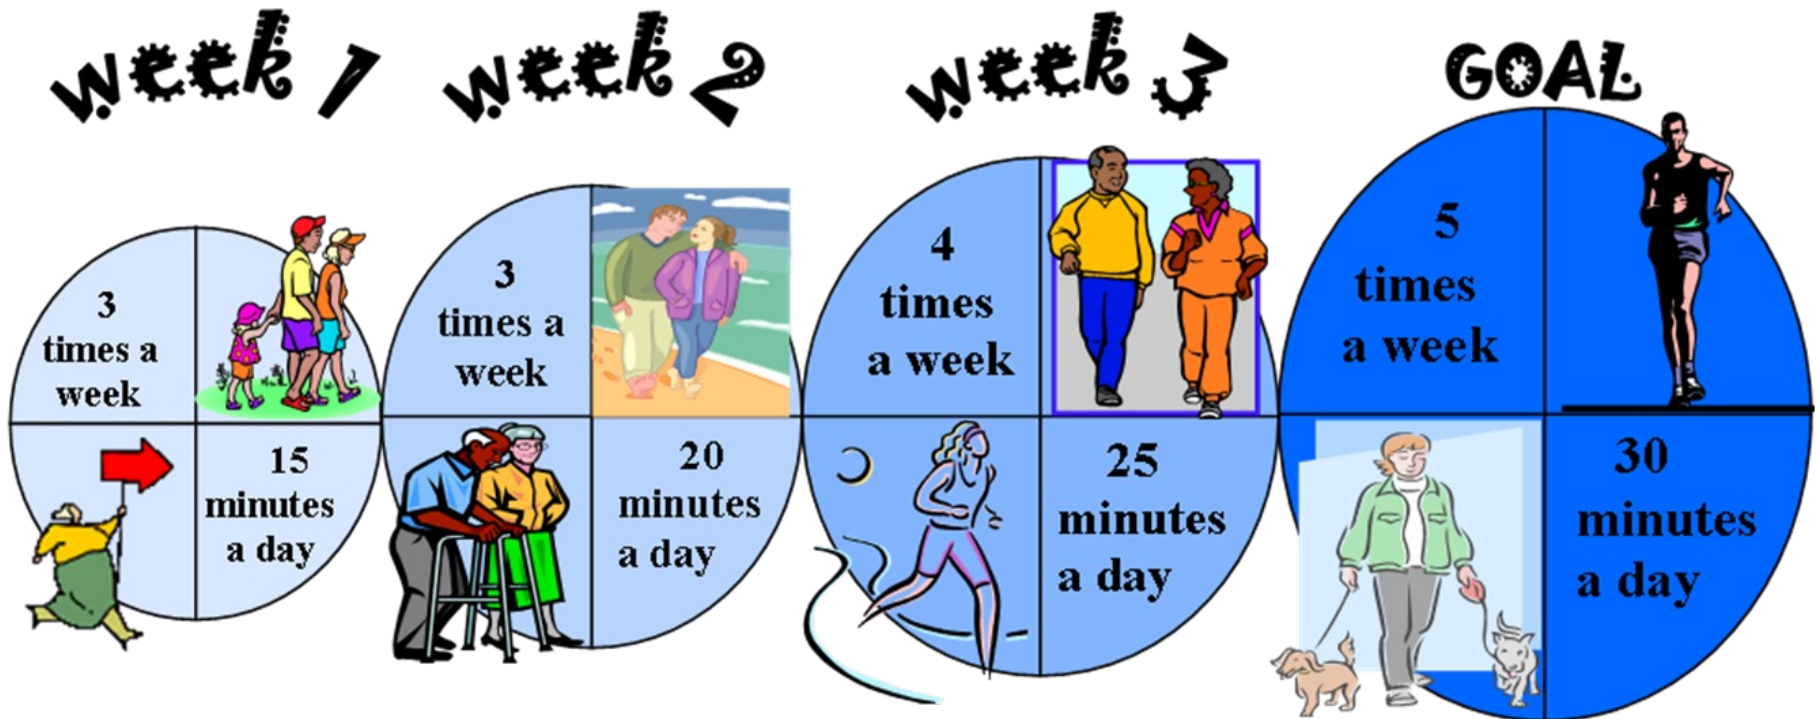 week 1
3
times a
week
15
minutes
a day
week 2
3
times a
week
20
minutes
a day
week 3
4
times
a week
25
minutes
a day
GOAL
5
times
a week
30
minutes
a day